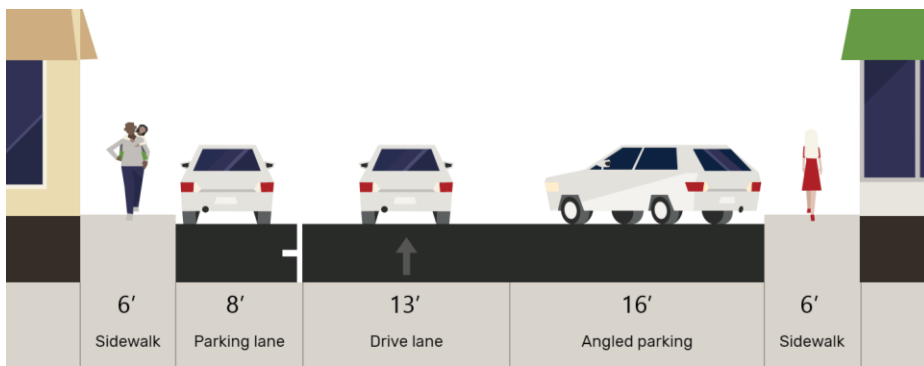 6′ 8′ 13′ 16′ 6′
Sidewalk Parking lane Drive lane Angled parking Sidewalk